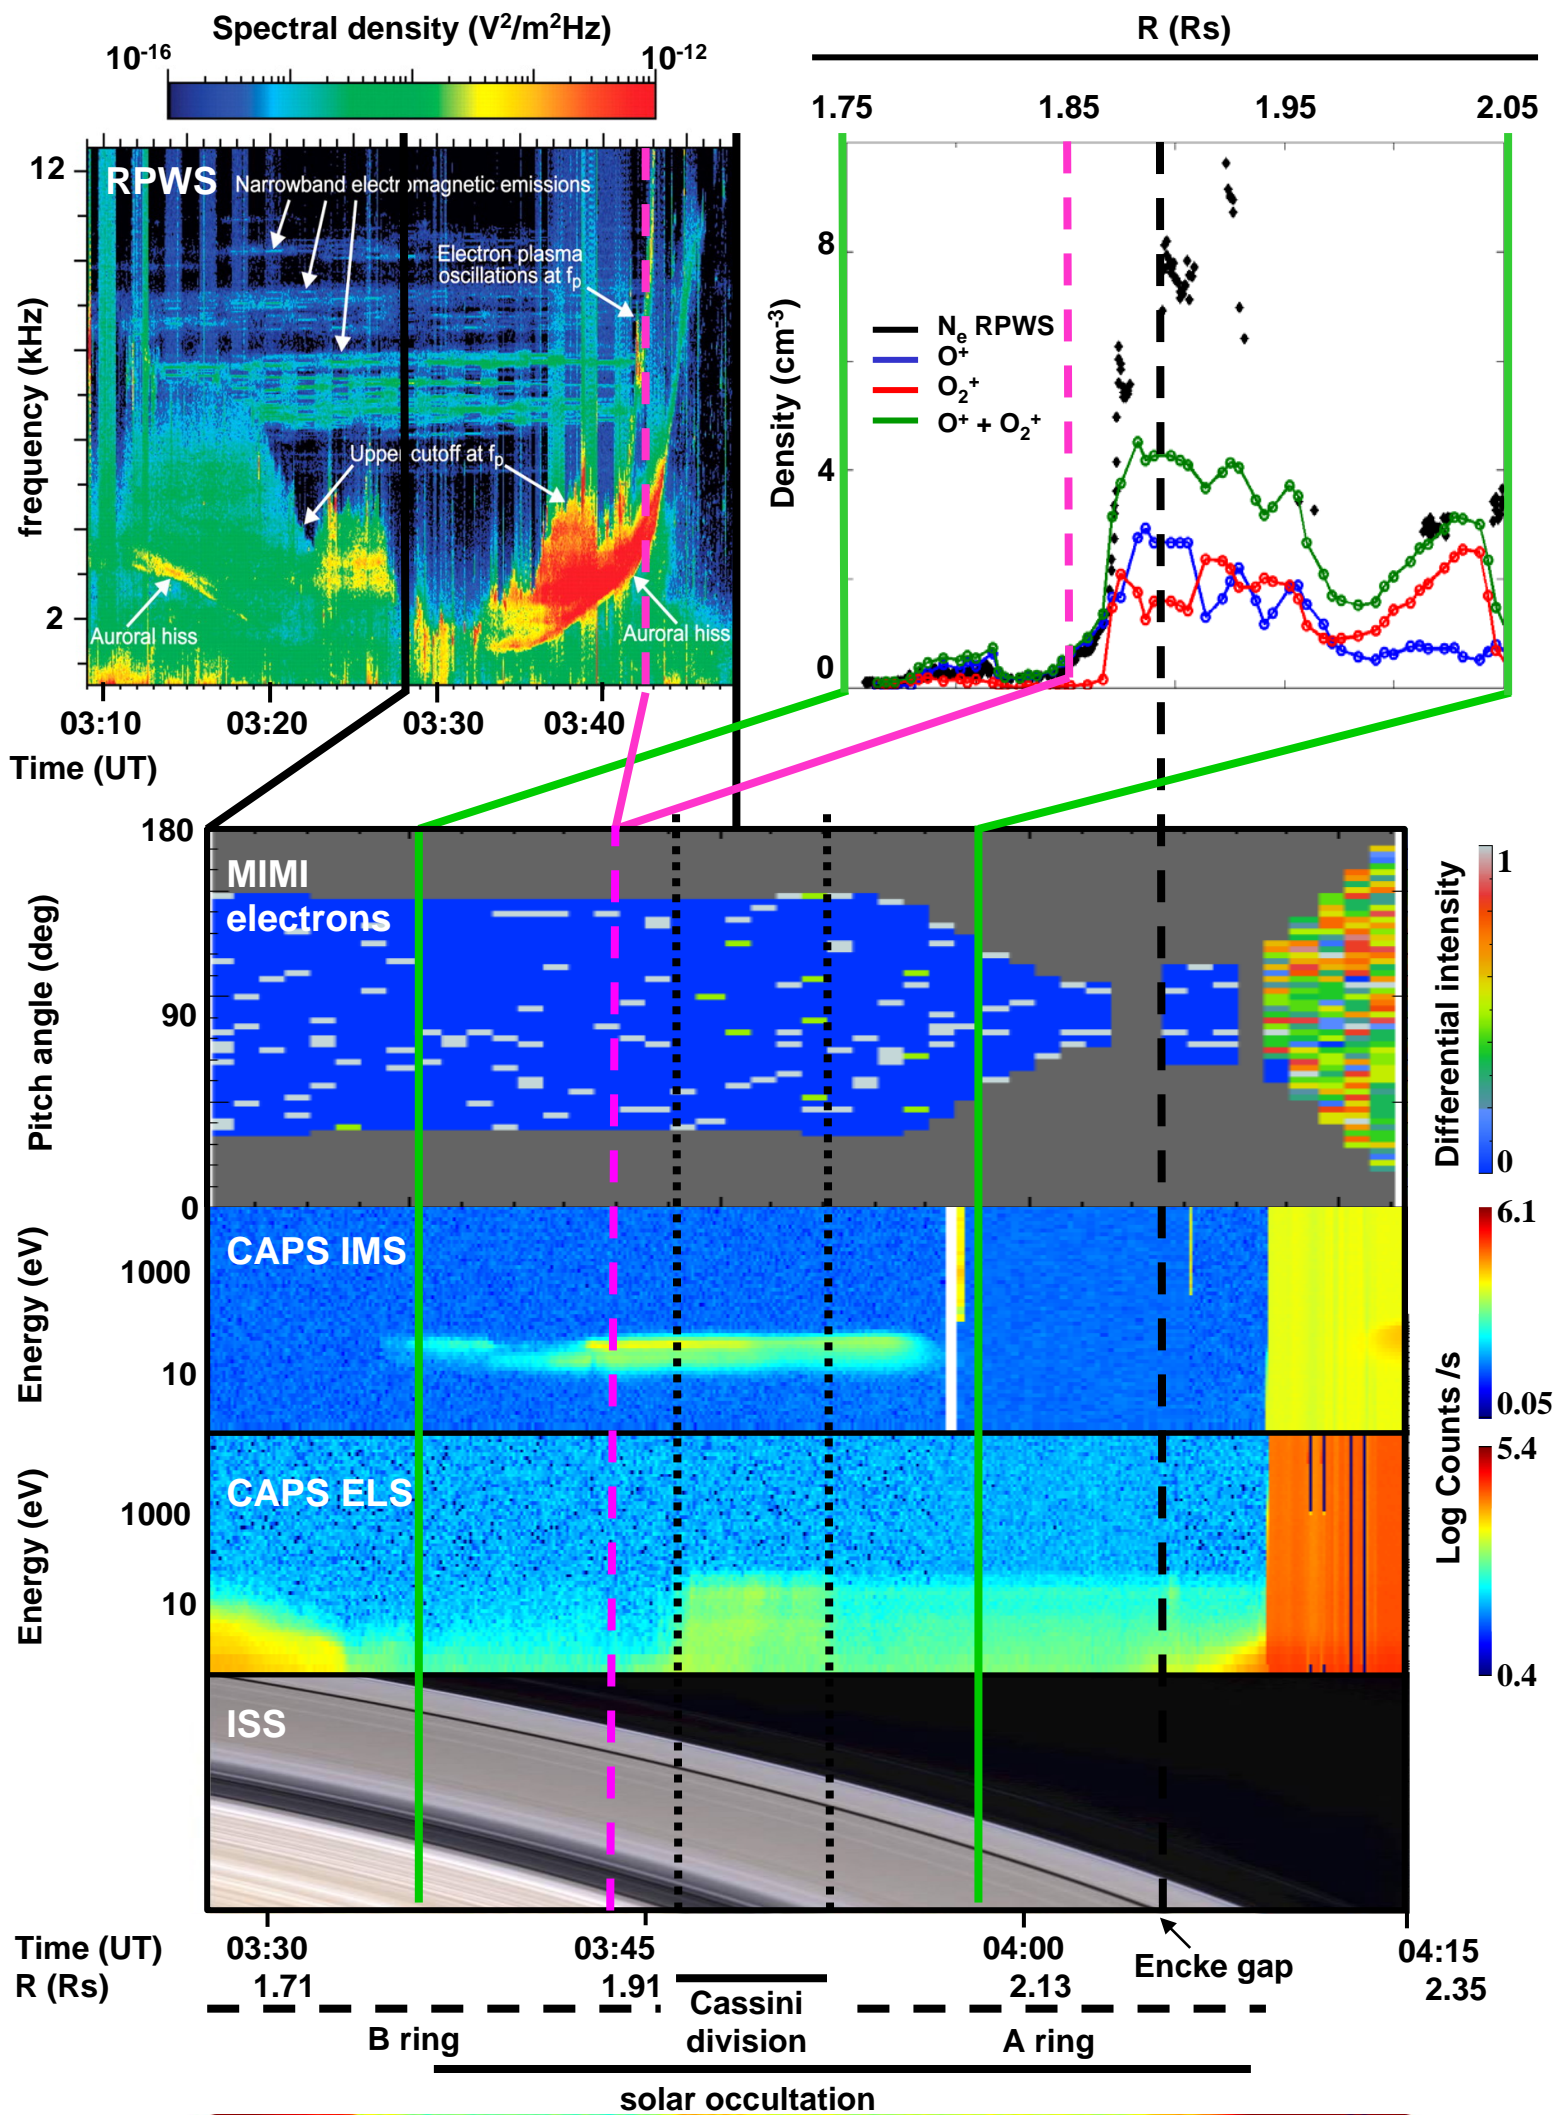 Spectral density (V²/m²Hz)
10⁻¹⁶ 10⁻¹²
R (Rs)
1.75 1.85 1.95 2.05
12
2
frequency (kHz)
RPWS
Narrowband electromagnetic emissions
Electron plasma
oscillations at fₚ
Upper cutoff at fₚ
Auroral hiss
Auroral hiss
03:10 03:20 03:30 03:40
Time (UT)
8
4
0
Density (cm⁻³)
Nₑ RPWS
O⁺
O₂⁺
O⁺ + O₂⁺
180
90
0
Pitch angle (deg)
MIMI
electrons
1
0
Differential intensity
CAPS IMS
1000
10
Energy (eV)
6.1
0.05
Log Counts /s
CAPS ELS
1000
10
Energy (eV)
5.4
0.4
ISS
Time (UT) 03:30 03:45 04:00 04:15
R (Rs) 1.71 1.91 2.13 2.35
Encke gap
Cassini
division
B ring
A ring
solar occultation